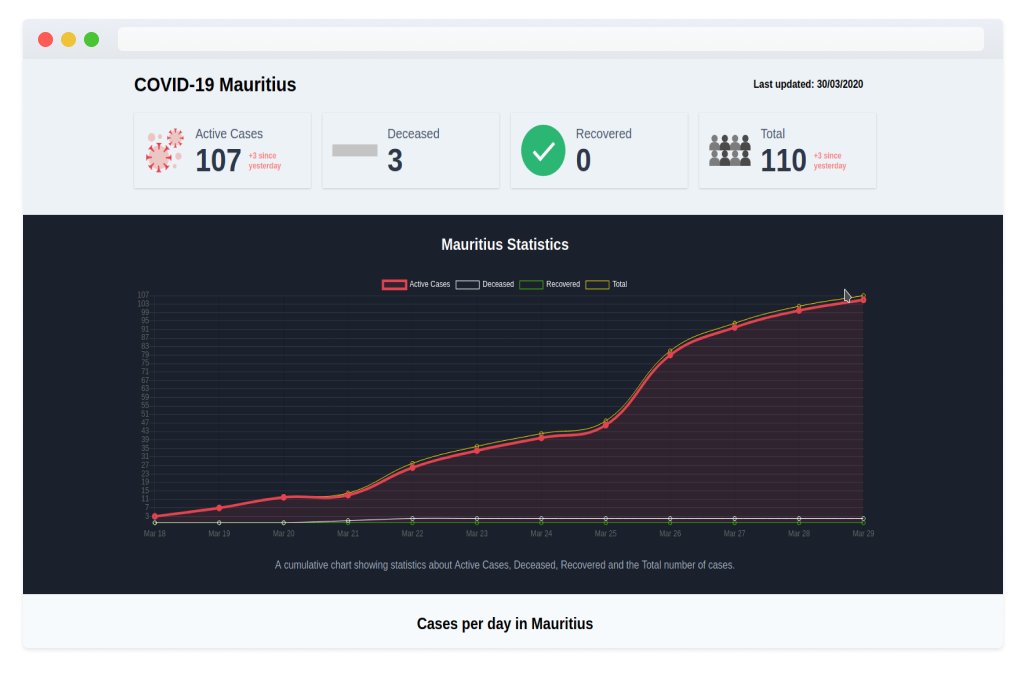 COVID-19 Mauritius
Last updated: 30/03/2020
Active Cases
107
+3 since
yesterday
Deceased
3
Recovered
0
Total
110
+3 since
yesterday
Mauritius Statistics
Active Cases
Deceased
Recovered
Total
107
103
99
95
91
87
83
79
75
71
67
63
59
55
51
47
43
39
35
31
27
23
19
15
11
7
3
Mar 18
Mar 19
Mar 20
Mar 21
Mar 22
Mar 23
Mar 24
Mar 25
Mar 26
Mar 27
Mar 28
Mar 29
A cumulative chart showing statistics about Active Cases, Deceased, Recovered and the Total number of cases.
Cases per day in Mauritius